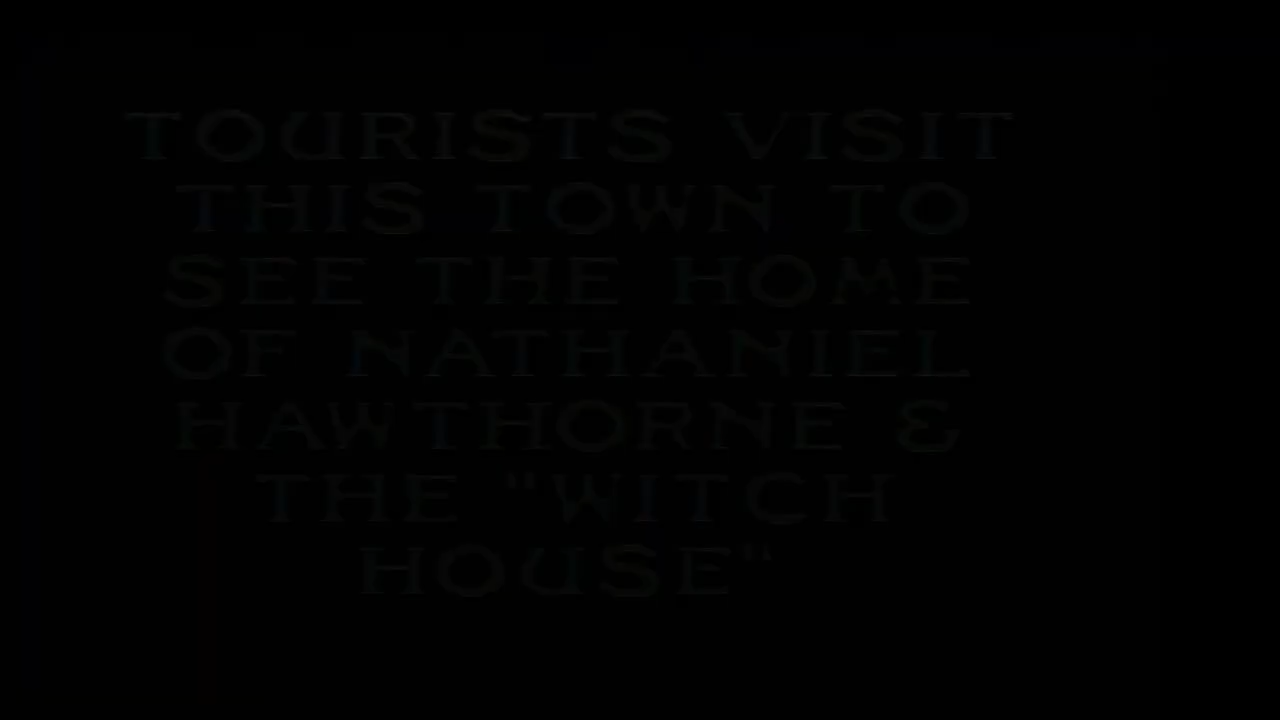 TOURISTS VISIT
THIS TOWN TO
SEE THE HOME
OF NATHANIEL
HAWTHORNE &
THE "WITCH
HOUSE"